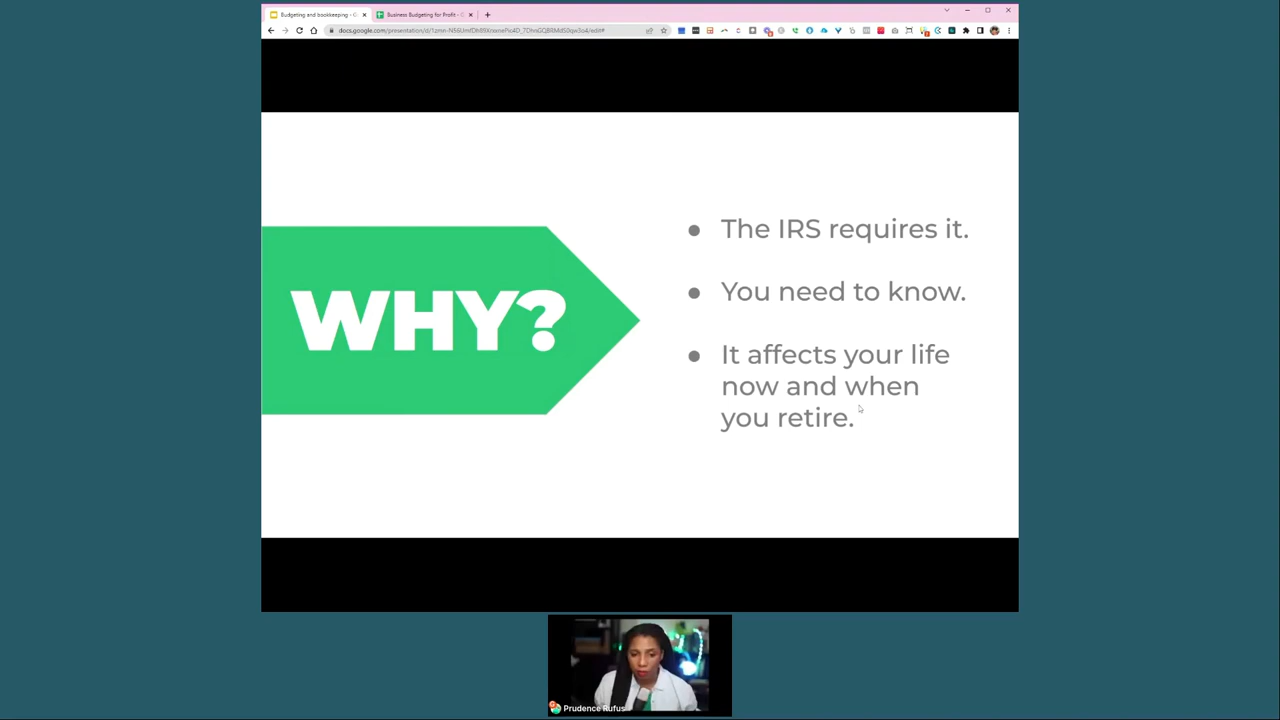 Budgeting and bookkeeping - G
Business Budgeting for Profit - G
WHY?
● The IRS requires it.
● You need to know.
● It affects your life
now and when
you retire.
Prudence Rufus